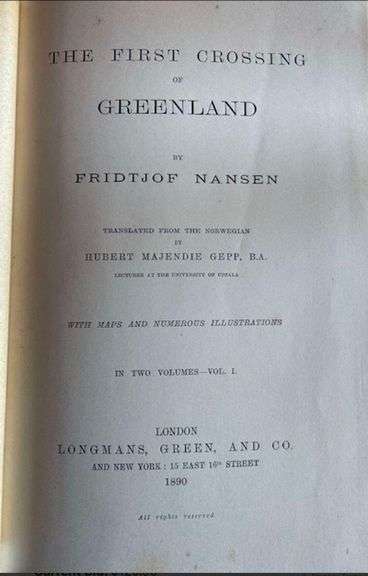 THE FIRST CROSSING
OF
GREENLAND
BY
FRIDTJOF NANSEN
TRANSLATED FROM THE NORWEGIAN
BY
HUBERT MAJENDIE GEPP, B.A.
LECTURER AT THE UNIVERSITY OF UPSALA
WITH MAPS AND NUMEROUS ILLUSTRATIONS
IN TWO VOLUMES—VOL. I.
LONDON
LONGMANS, GREEN, AND CO.
AND NEW YORK : 15 EAST 16th STREET
1890
All rights reserved